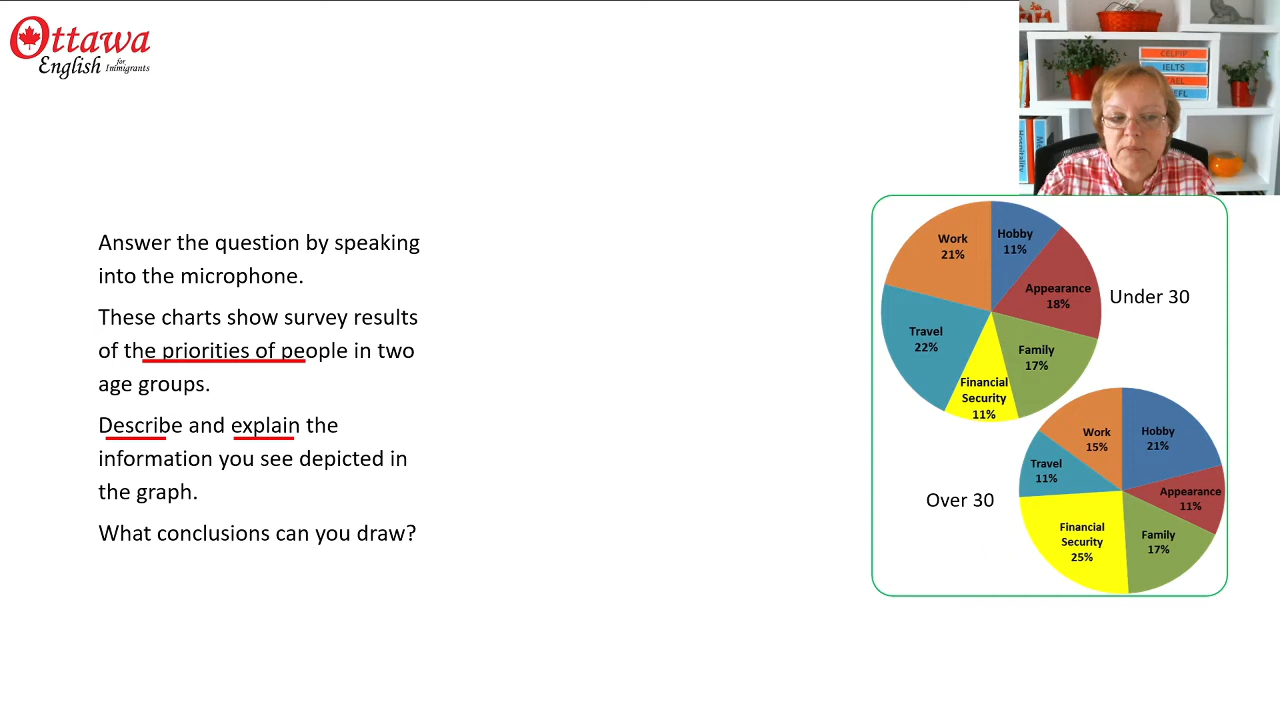 Ottawa
English for Immigrants
CELPIP
IELTS
Hospitality
Answer the question by speaking
into the microphone.
These charts show survey results
of the priorities of people in two
age groups.
Describe and explain the
information you see depicted in
the graph.
What conclusions can you draw?
Work
21%
Hobby
11%
Appearance
18%
Under 30
Travel
22%
Family
17%
Financial
Security
11%
Work
15%
Hobby
21%
Travel
11%
Appearance
11%
Over 30
Financial
Security
25%
Family
17%